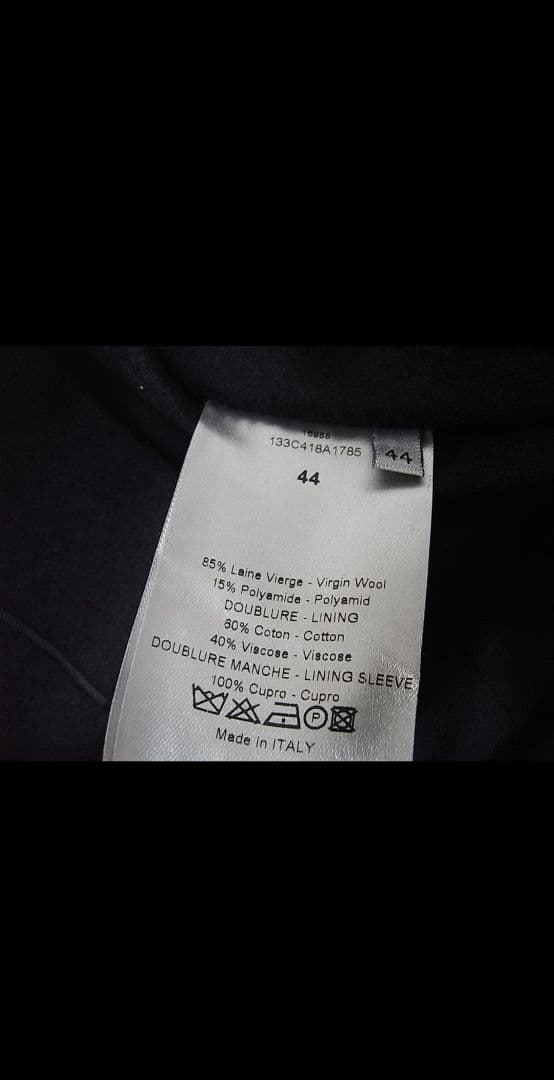 133C418A1785
44
44
85% Laine Vierge - Virgin Wool
15% Polyamide - Polyamid
DOUBLURE - LINING
60% Coton - Cotton
40% Viscose - Viscose
DOUBLURE MANCHE - LINING SLEEVE
100% Cupro - Cupro
P
Made in ITALY